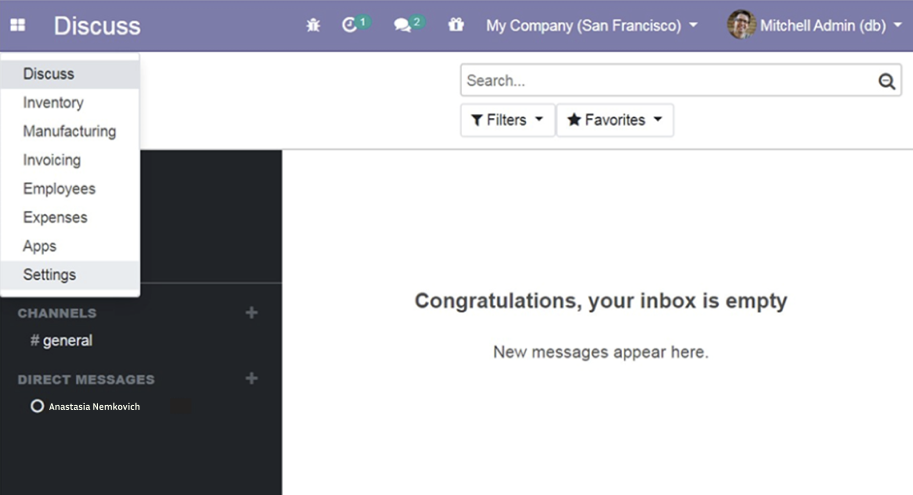 Discuss
1
2
My Company (San Francisco)
Mitchell Admin (db)
Discuss
Inventory
Manufacturing
Invoicing
Employees
Expenses
Apps
Settings
Search...
Filters
Favorites
CHANNELS
# general
DIRECT MESSAGES
Anastasia Nemkovich
Congratulations, your inbox is empty
New messages appear here.